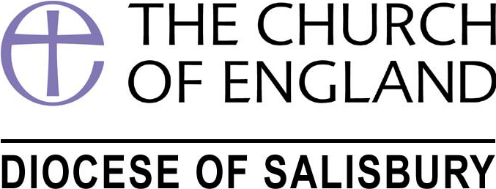 THE CHURCH
OF ENGLAND
DIOCESE OF SALISBURY